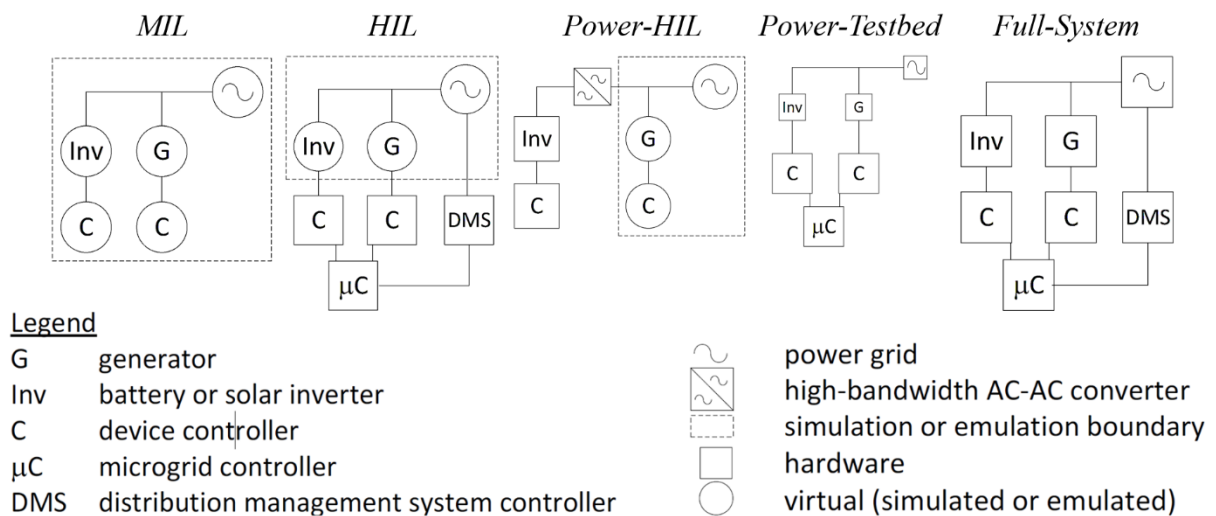 MIL HIL Power-HIL Power-Testbed Full-System
Inv G Inv G Inv G Inv G Inv G
C C C C DMS C C C C C C DMS
μC μC μC
Legend
G generator
Inv battery or solar inverter
C device controller
μC microgrid controller
DMS distribution management system controller
power grid
high-bandwidth AC-AC converter
simulation or emulation boundary
hardware
virtual (simulated or emulated)